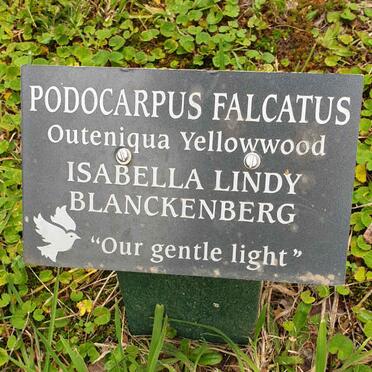 PODOCARPUS FALCATUS
Outeniqua Yellowwood
ISABELLA LINDY
BLANCKENBERG
“Our gentle light”